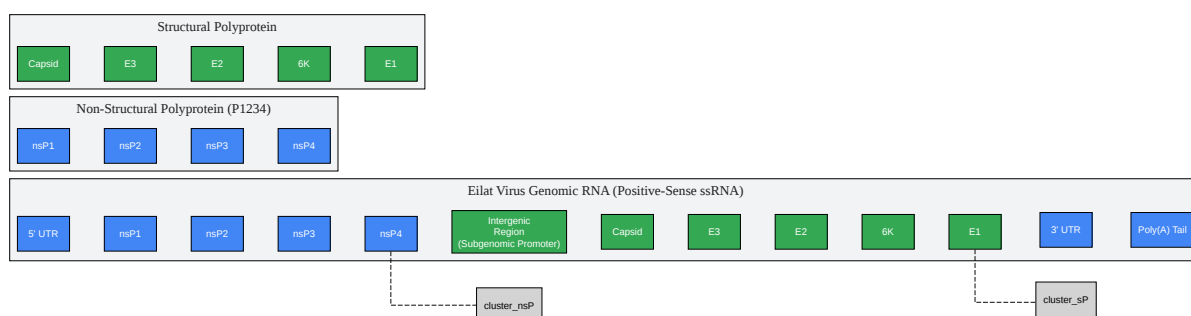 Structural Polyprotein
Capsid E3 E2 6K E1
Non-Structural Polyprotein (P1234)
nsP1 nsP2 nsP3 nsP4
Eilat Virus Genomic RNA (Positive-Sense ssRNA)
5' UTR nsP1 nsP2 nsP3 nsP4
Intergenic
Region
(Subgenomic Promoter)
Capsid E3 E2 6K E1 3' UTR Poly(A) Tail
cluster_nsP cluster_sP